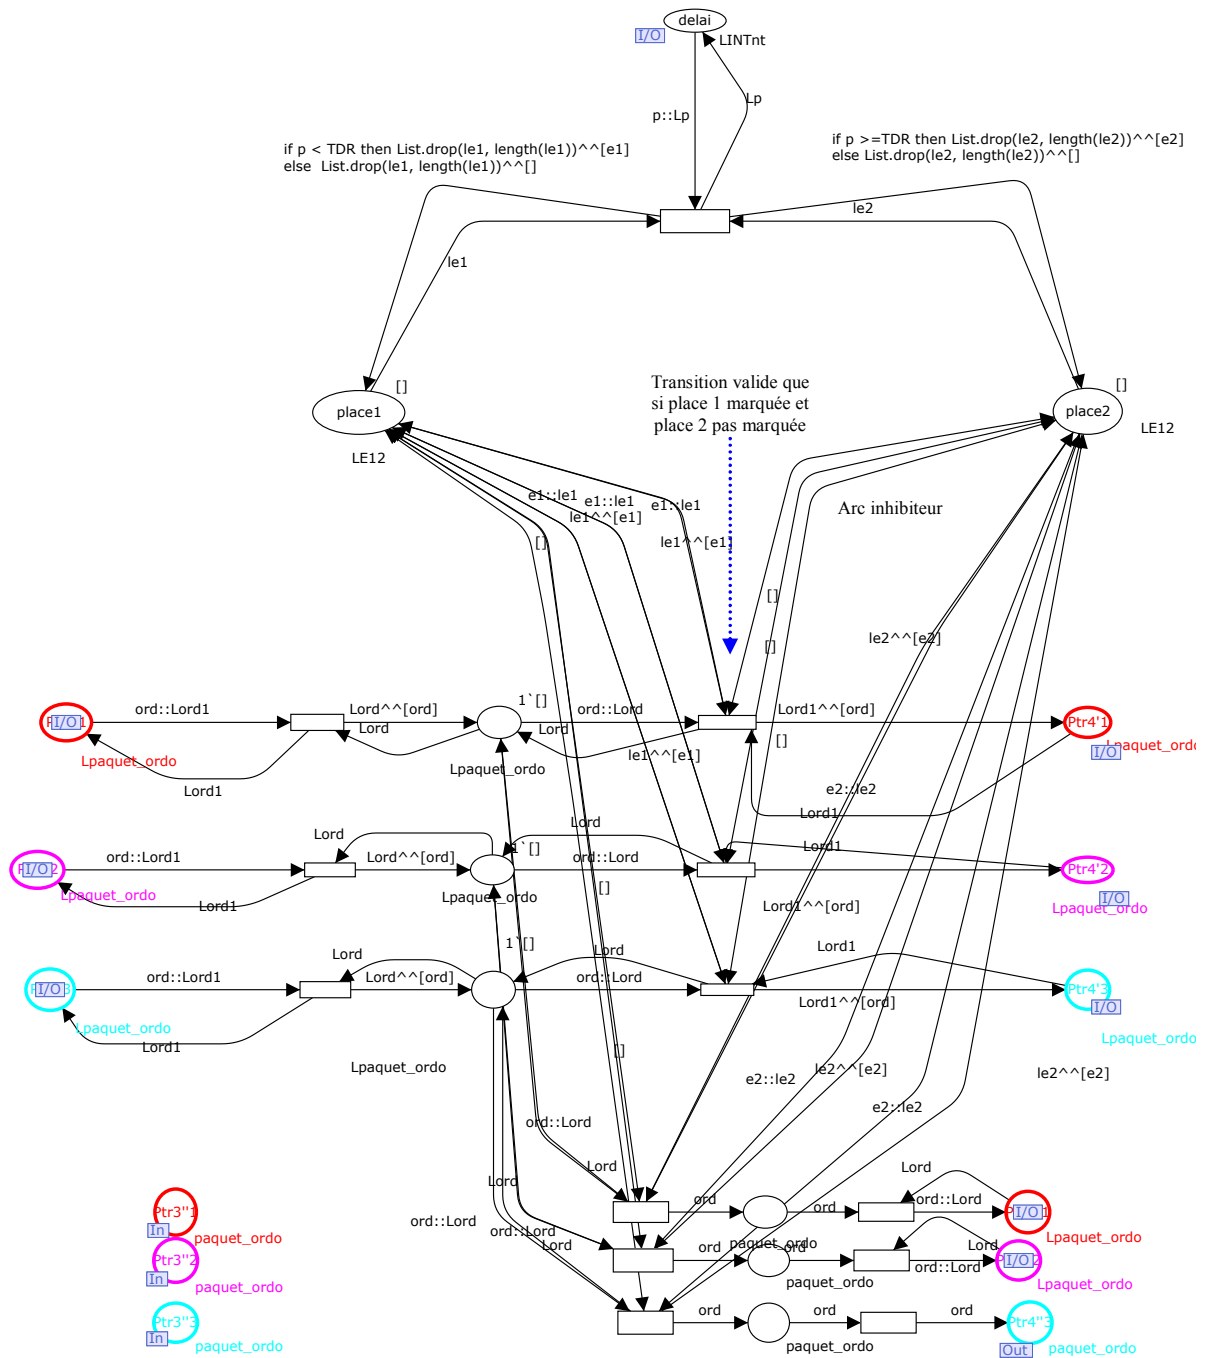 delai
I/O
LINTnt
Lp
p::Lp
if p < TDR then List.drop(le1, length(le1))^^[e1]
else  List.drop(le1, length(le1))^^[]
if p >=TDR then List.drop(le2, length(le2))^^[e2]
else List.drop(le2, length(le2))^^[]
le2
le1
Transition valide que
si place 1 marquée et
place 2 pas marquée
[]
place1
LE12
[]
place2
LE12
e1::le1
e1::le1
e1::le1
le1^^[e1]
le1^^[e1]
[]
Arc inhibiteur
[]
[]
le2^^[e2]
I/O
ord::Lord1
Lord^^[ord]
Lord
1`[]
ord::Lord
Lord
Lord1^^[ord]
Ptr4'1
Lpaquet_ordo
I/O
Lpaquet_ordo
Lpaquet_ordo
le1^^[e1]
[]
Lord1
e2::le2
Lord1
Lord
Lord
1`[]
Lord1
I/O
ord::Lord1
Lord^^[ord]
ord::Lord
Ptr4'2
Lpaquet_ordo
Lpaquet_ordo
[]
I/O
Lpaquet_ordo
Lord1
Lord1^^[ord]
1`[]
Lord
Lord
Lord1
I/O
ord::Lord1
Lord^^[ord]
ord::Lord
Lord1^^[ord]
Ptr4'3
I/O
Lpaquet_ordo
Lpaquet_ordo
Lord1
Lpaquet_ordo
[]
e2::le2
le2^^[e2]
le2^^[e2]
e2::le2
ord::Lord
Lord
Lord
Lord
ord::Lord
ord::Lord
Lord
Ptr3"1
In
paquet_ordo
ord
ord
paquet_ordo
ord::Lord
I/O
Lpaquet_ordo
Ptr3"2
In
paquet_ordo
ord
ord
paquet_ordo
Lord
ord::Lord
I/O
Lpaquet_ordo
Ptr3"3
In
paquet_ordo
ord
ord
paquet_ordo
ord
Ptr4"3
Out
paquet_ordo